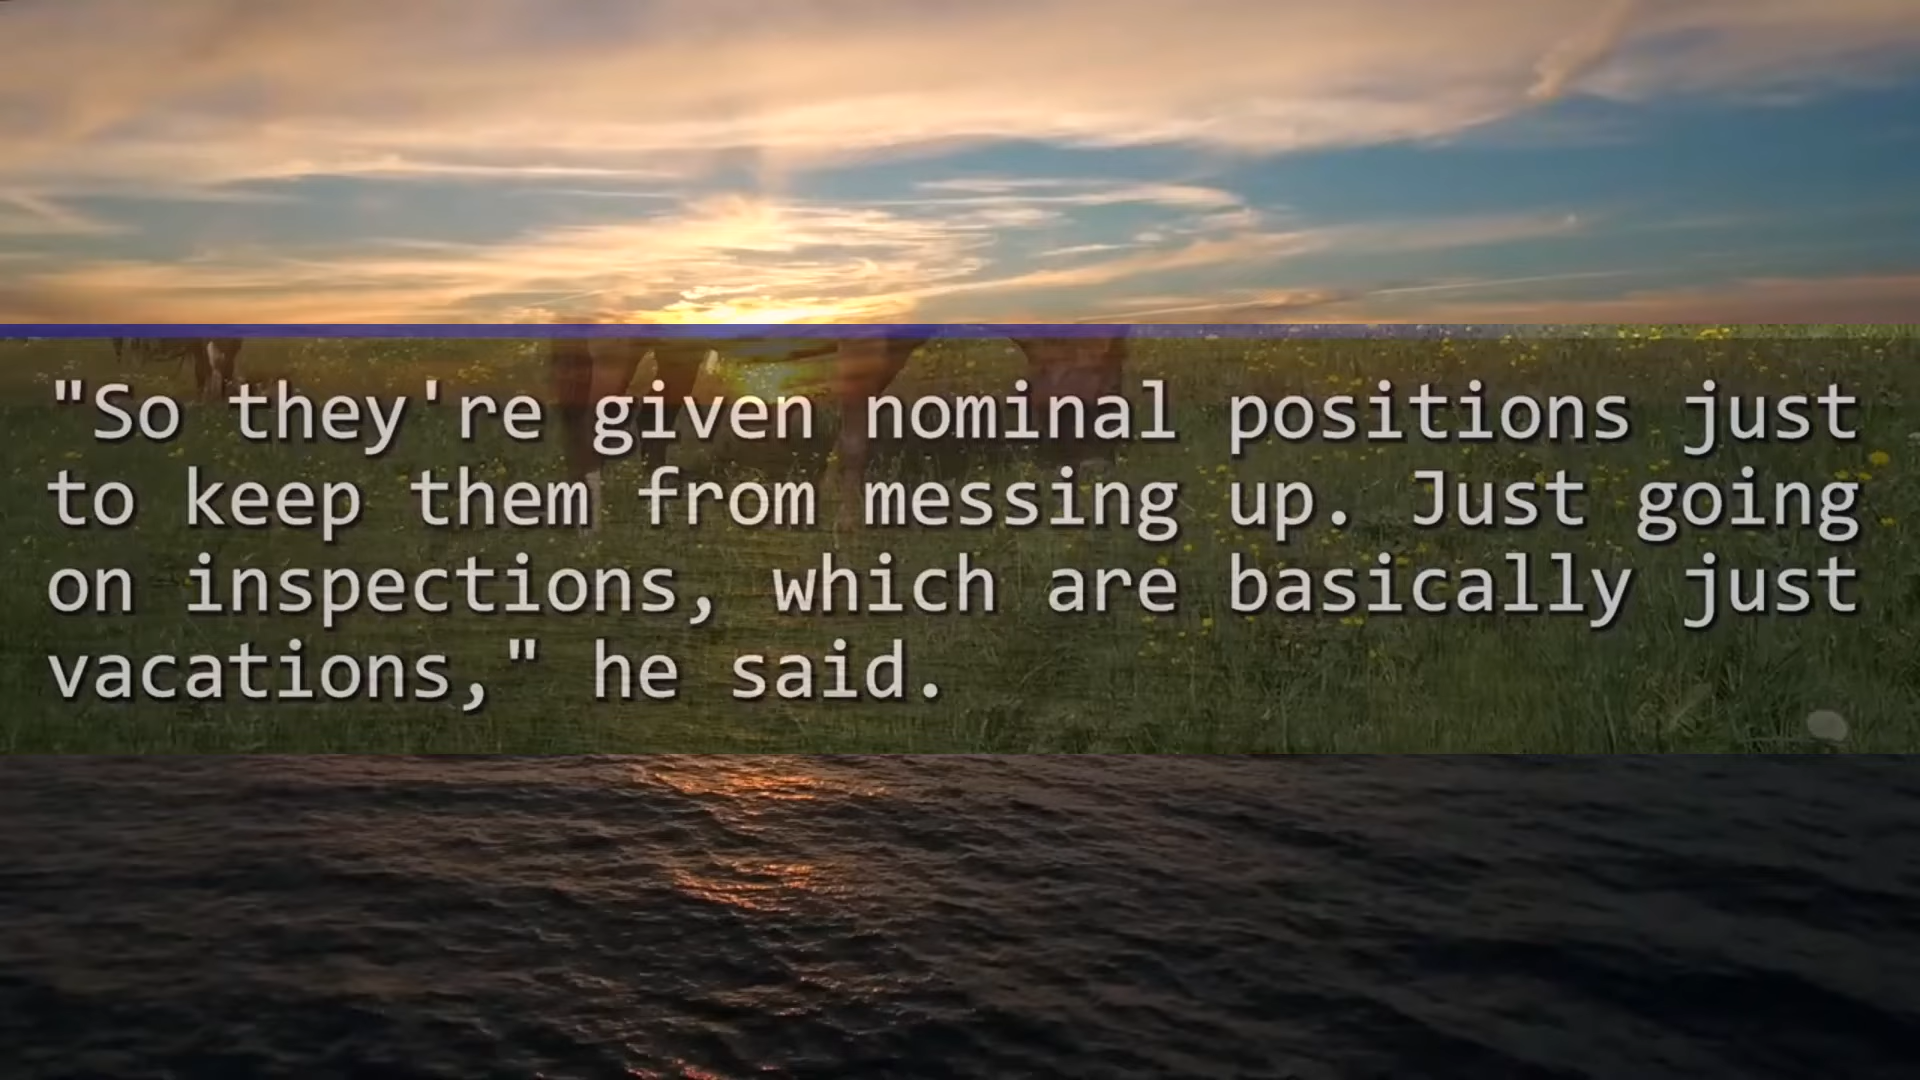 "So they're given nominal positions just
to keep them from messing up. Just going
on inspections, which are basically just
vacations," he said.